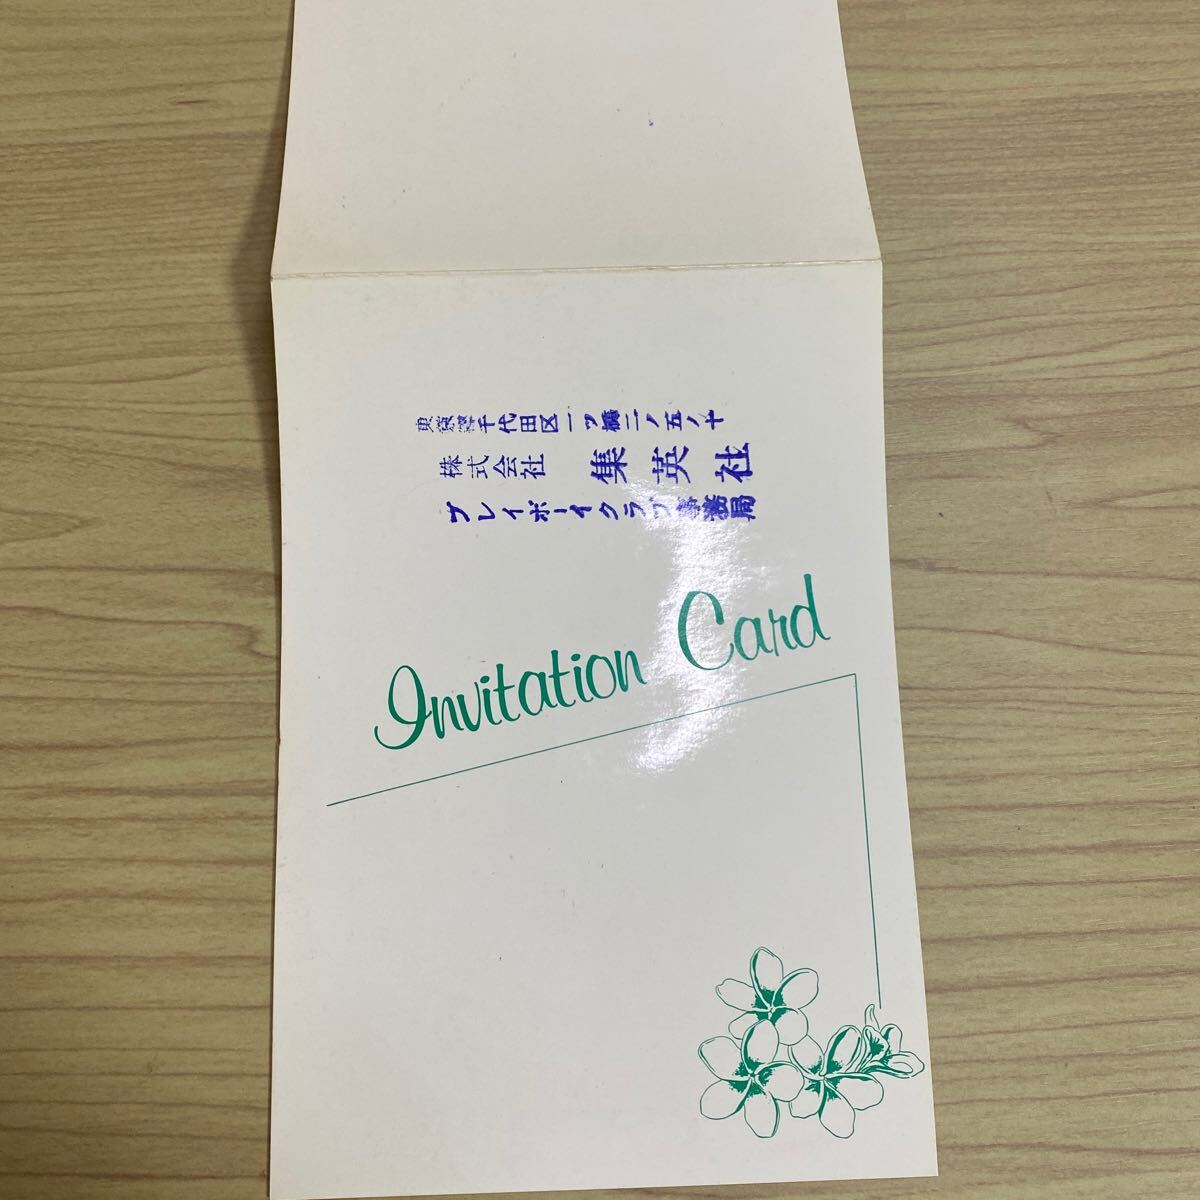 東京都千代田区一ツ橋二ノ五ノ十
株式会社 集英社
プレイボーイクラブ事務局
Invitation Card